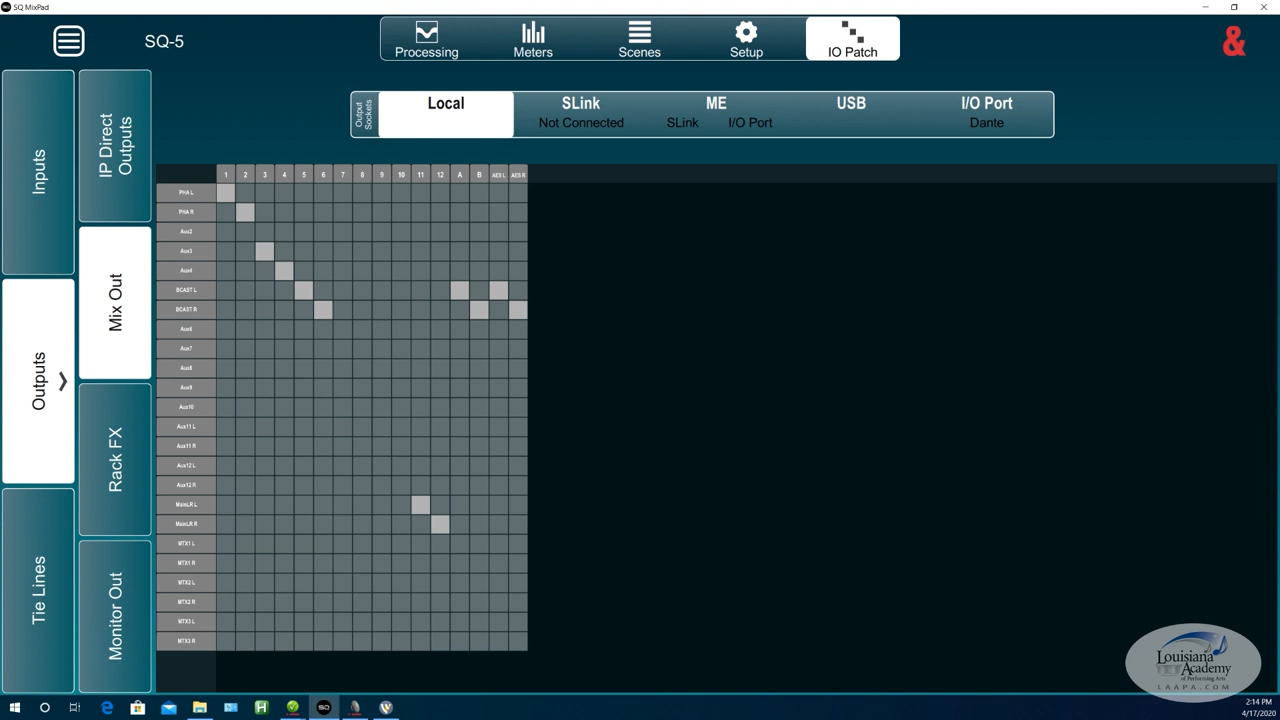 SQ MixPad
SQ-5
Processing
Meters
Scenes
Setup
IO Patch
&
Output Sockets
Local
SLink
Not Connected
ME
SLink I/O Port
USB
I/O Port
Dante
Inputs
Outputs
Tie Lines
IP Direct Outputs
Mix Out
Rack FX
Monitor Out
1 2 3 4 5 6 7 8 9 10 11 12 A B AES L AES R
PHA L
PHA R
Aux2
Aux3
Aux4
BCAST L
BCAST R
Aux6
Aux7
Aux8
Aux9
Aux10
Aux11 L
Aux11 R
Aux12 L
Aux12 R
MainLR L
MainLR R
MTX1 L
MTX1 R
MTX2 L
MTX2 R
MTX3 L
MTX3 R
Louisiana
Academy
of Performing Arts
LAAPA.COM
2:14 PM
4/17/2020